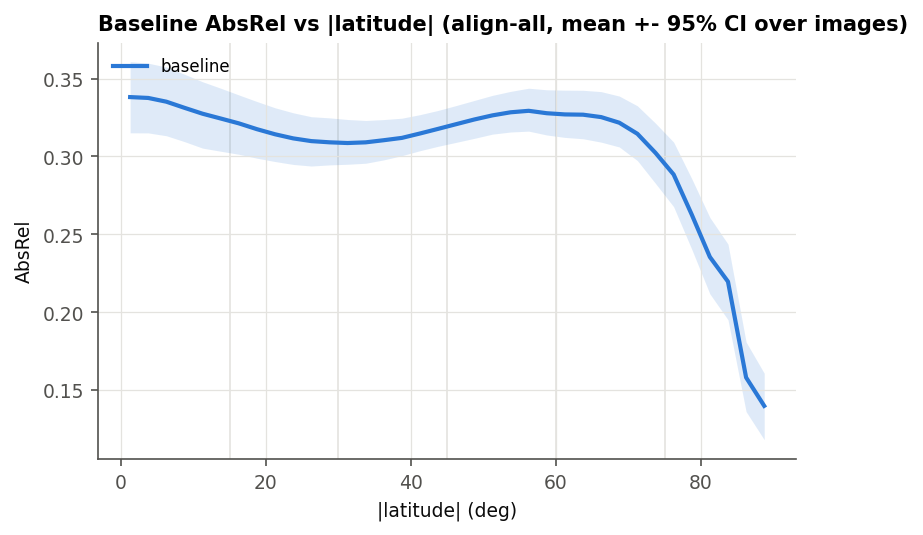 Baseline AbsRel vs |latitude| (align-all, mean +- 95% CI over images)
baseline
0.35
0.30
0.25
0.20
0.15
AbsRel
0 20 40 60 80
|latitude| (deg)